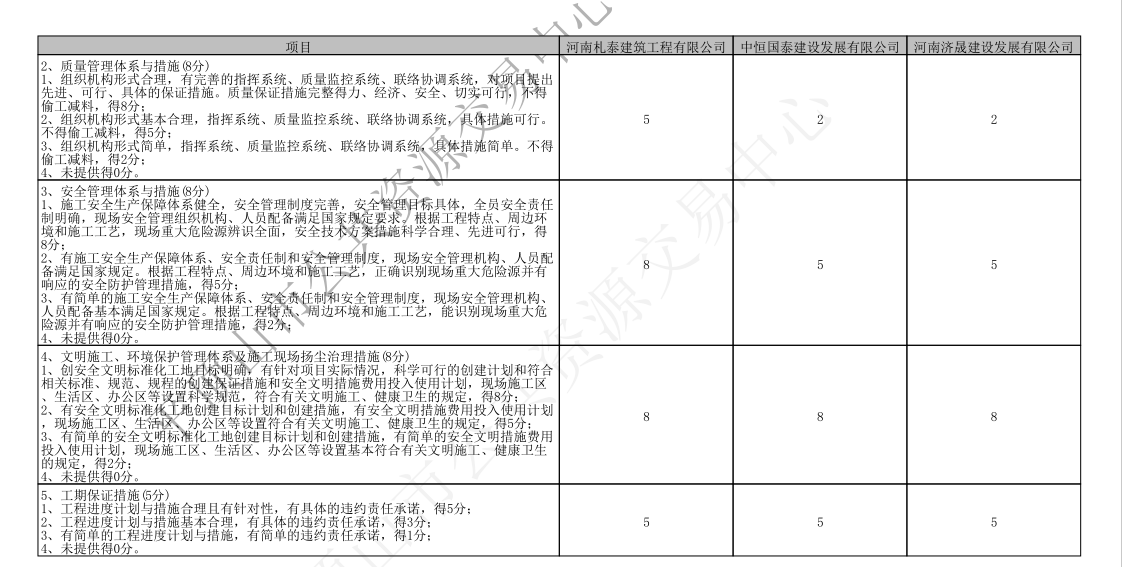 项目 河南札泰建筑工程有限公司 中恒国泰建设发展有限公司 河南济晟建设发展有限公司
2、质量管理体系与措施(8分)
1、组织机构形式合理，有完善的指挥系统、质量监控系统、联络协调系统，对项目提出
先进、可行、具体的保证措施。质量保证措施完整得力、经济、安全、切实可行，不得
偷工减料，得8分;
2、组织机构形式基本合理，指挥系统、质量监控系统、联络协调系统，具体措施可行。
不得偷工减料，得5分;
3、组织机构形式简单，指挥系统、质量监控系统、联络协调系统，具体措施简单。不得
偷工减料，得2分;
4、未提供得0分。
5 2 2
3、安全管理体系与措施(8分)
1、施工安全生产保障体系健全，安全管理制度完善，安全管理目标具体，全员安全责任
制明确，现场安全管理组织机构、人员配备满足国家规定要求。根据工程特点、周边环
境和施工工艺，现场重大危险源辨识全面，安全技术方案措施科学合理、先进可行，得
8分;
2、有施工安全生产保障体系、安全责任制和安全管理制度，现场安全管理机构、人员配
备满足国家规定。根据工程特点、周边环境和施工工艺，正确识别现场重大危险源并有
响应的安全防护管理措施，得5分;
3、有简单的施工安全生产保障体系、安全责任制和安全管理制度，现场安全管理机构、
人员配备基本满足国家规定。根据工程特点、周边环境和施工工艺，能识别现场重大危
险源并有响应的安全防护管理措施，得2分;
4、未提供得0分。
8 5 5
4、文明施工、环境保护管理体系及施工现场扬尘治理措施(8分)
1、创安全文明标准化工地目标明确，有针对项目实际情况，科学可行的创建计划和符合
相关标准、规范、规程的创建保证措施和安全文明措施费用投入使用计划，现场施工区
、生活区、办公区等设置科学规范，符合有关文明施工、健康卫生的规定，得8分;
2、有安全文明标准化工地创建目标计划和创建措施，有安全文明措施费用投入使用计划
，现场施工区、生活区、办公区等设置符合有关文明施工、健康卫生的规定，得5分;
3、有简单的安全文明标准化工地创建目标计划和创建措施，有简单的安全文明措施费用
投入使用计划，现场施工区、生活区、办公区等设置基本符合有关文明施工、健康卫生
的规定，得2分;
4、未提供得0分。
8 8 8
5、工期保证措施(5分)
1、工程进度计划与措施合理且有针对性，有具体的违约责任承诺，得5分;
2、工程进度计划与措施基本合理，有具体的违约责任承诺，得3分;
3、有简单的工程进度计划与措施，有简单的违约责任承诺，得1分;
4、未提供得0分。
5 5 5
平顶山市公共资源交易中心
顶山市公共资源交易中心